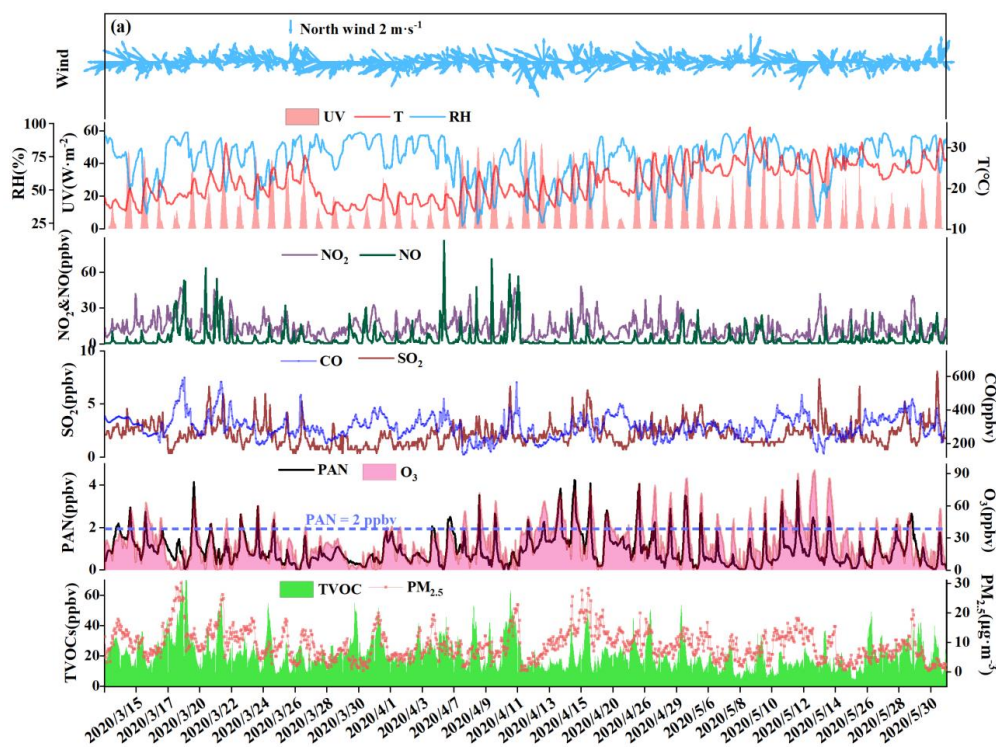 (a)
North wind 2 m·s⁻¹
Wind
UV T RH
RH(%)
100
75
50
25
UV(W·m⁻²)
60
40
20
0
T(°C)
30
20
10
NO₂ NO
NO₂&NO(ppbv)
60
30
0
CO SO₂
SO₂(ppbv)
10
5
0
CO(ppbv)
600
400
200
PAN O₃
PAN = 2 ppbv
PAN(ppbv)
4
2
0
O₃(ppbv)
90
60
30
0
TVOC PM₂.₅
TVOCs(ppbv)
60
40
20
0
PM₂.₅(μg·m⁻³)
30
20
10
0
2020/3/15 2020/3/17 2020/3/20 2020/3/22 2020/3/24 2020/3/26 2020/3/28 2020/3/30 2020/4/1 2020/4/3 2020/4/7 2020/4/9 2020/4/11 2020/4/13 2020/4/15 2020/4/20 2020/4/26 2020/4/29 2020/5/6 2020/5/8 2020/5/10 2020/5/12 2020/5/14 2020/5/26 2020/5/28 2020/5/30